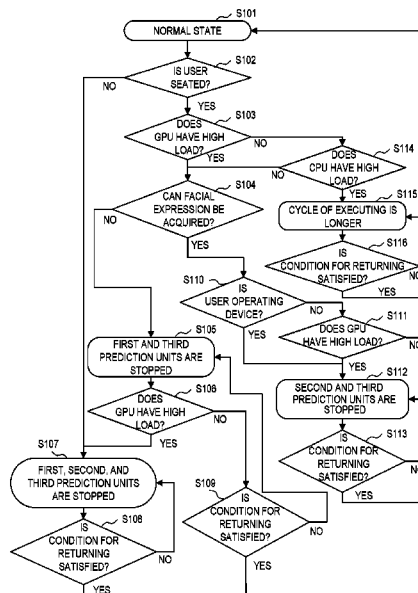 S101
NORMAL STATE
S102
IS USER
SEATED?
NO
YES
S103
DOES
GPU HAVE HIGH
LOAD?
NO
YES
S114
DOES
CPU HAVE HIGH
LOAD?
NO
YES
S104
CAN FACIAL
EXPRESSION BE
ACQUIRED?
NO
YES
S115
CYCLE OF EXECUTING IS
LONGER
S116
IS
CONDITION FOR RETURNING
SATISFIED?
NO
YES
S110
IS
USER OPERATING
DEVICE?
NO
YES
S111
DOES GPU
HAVE HIGH LOAD?
NO
YES
S105
FIRST AND THIRD
PREDICTION UNITS ARE
STOPPED
S106
DOES
GPU HAVE HIGH
LOAD?
NO
YES
S112
SECOND AND THIRD
PREDICTION UNITS ARE
STOPPED
S113
IS
CONDITION FOR
RETURNING
SATISFIED?
NO
YES
S107
FIRST, SECOND, AND
THIRD PREDICTION UNITS
ARE STOPPED
S108
IS
CONDITION FOR
RETURNING
SATISFIED?
NO
YES
S109
IS
CONDITION FOR
RETURNING
SATISFIED?
NO
YES